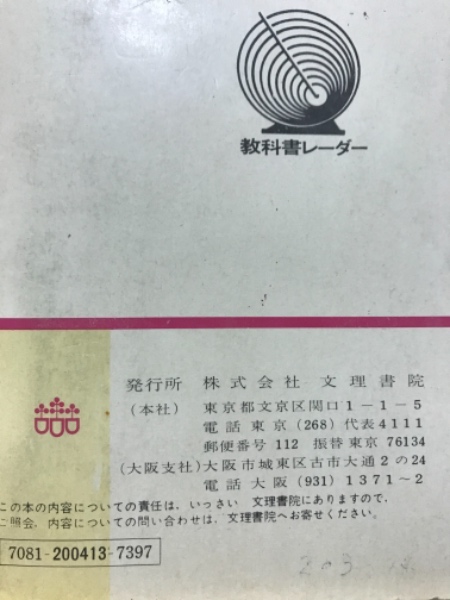 教科書レーダー
発行所 株式会社 文理書院
(本社) 東京都文京区関口1-1-5
電話 東京 (268) 代表4111
郵便番号 112 振替東京 76134
(大阪支社) 大阪市城東区古市大通2の24
電話 大阪 (931) 1371~2
この本の内容についての責任は、いっさい 文理書院にありますので、
ご照会、内容についての問い合わせは、文理書院へお寄せください。
7081-200413-7397